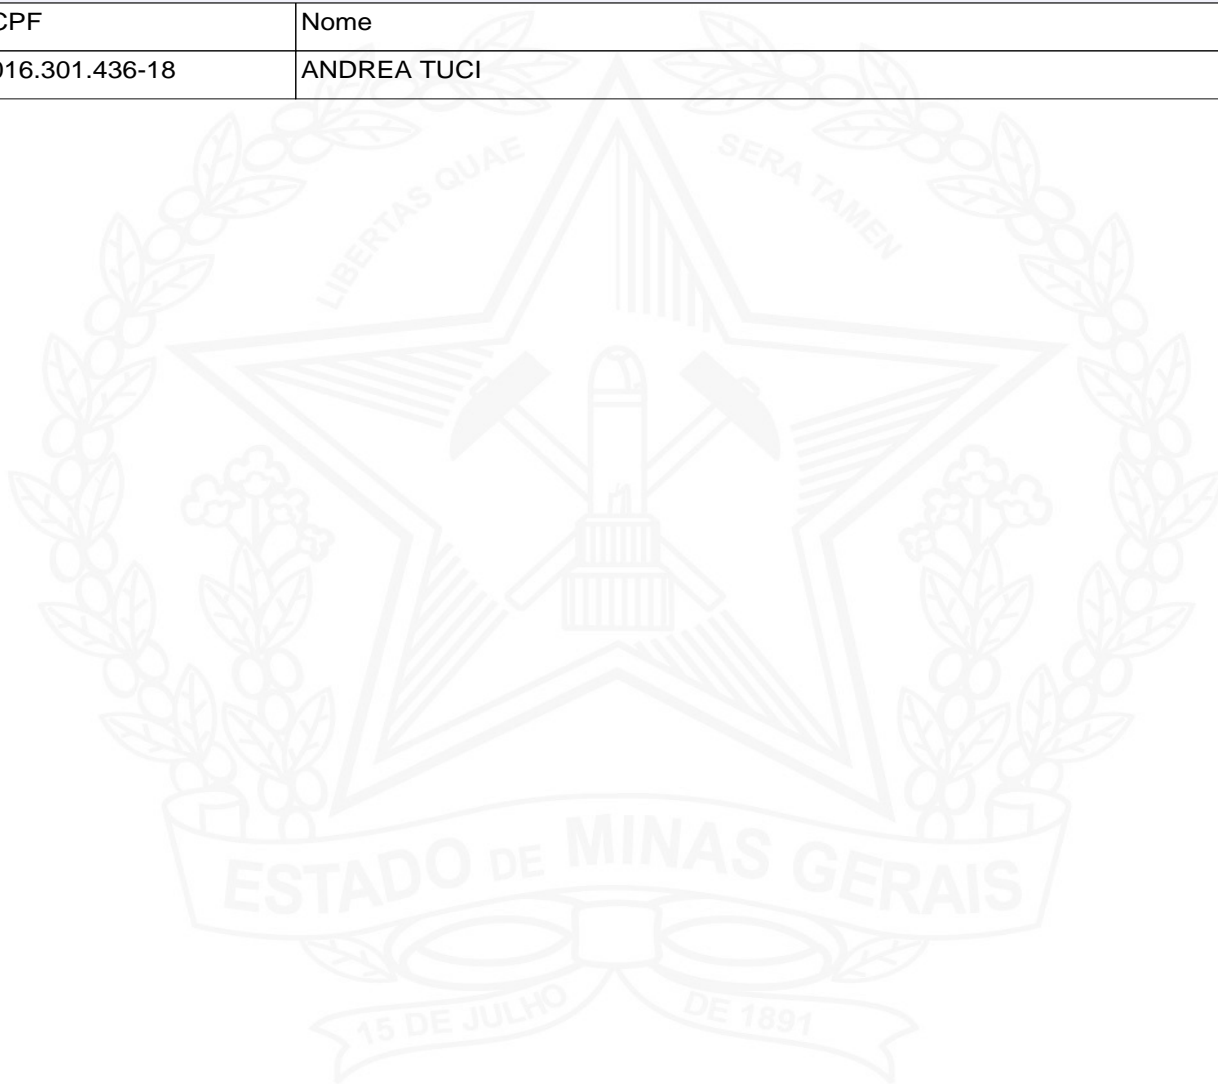 CPF Nome
016.301.436-18 ANDREA TUCI
LIBERTAS QUAE SERA TAMEN
ESTADO DE MINAS GERAIS
15 DE JULHO DE 1891